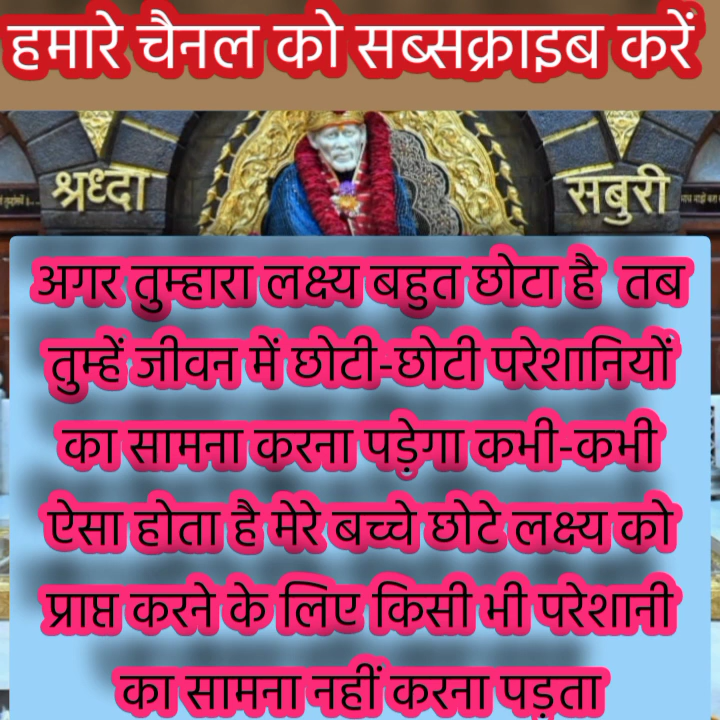 हमारे चैनल को सब्सक्राइब करें
श्रध्दा
सबुरी
अगर तुम्हारा लक्ष्य बहुत छोटा है तब
तुम्हें जीवन में छोटी-छोटी परेशानियों
का सामना करना पड़ेगा कभी-कभी
ऐसा होता है मेरे बच्चे छोटे लक्ष्य को
प्राप्त करने के लिए किसी भी परेशानी
का सामना नहीं करना पड़ता